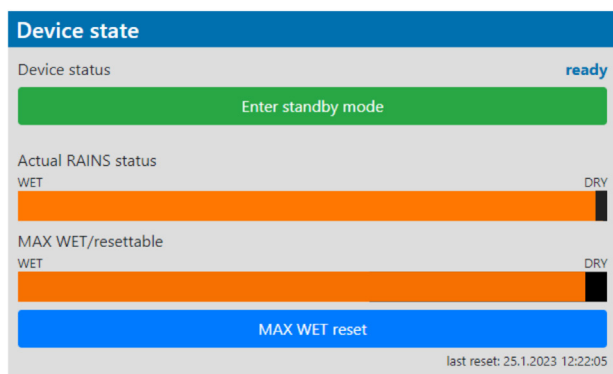 Device state
Device status ready
Enter standby mode
Actual RAINS status
WET DRY
MAX WET/resettable
WET DRY
MAX WET reset
last reset: 25.1.2023 12:22:05